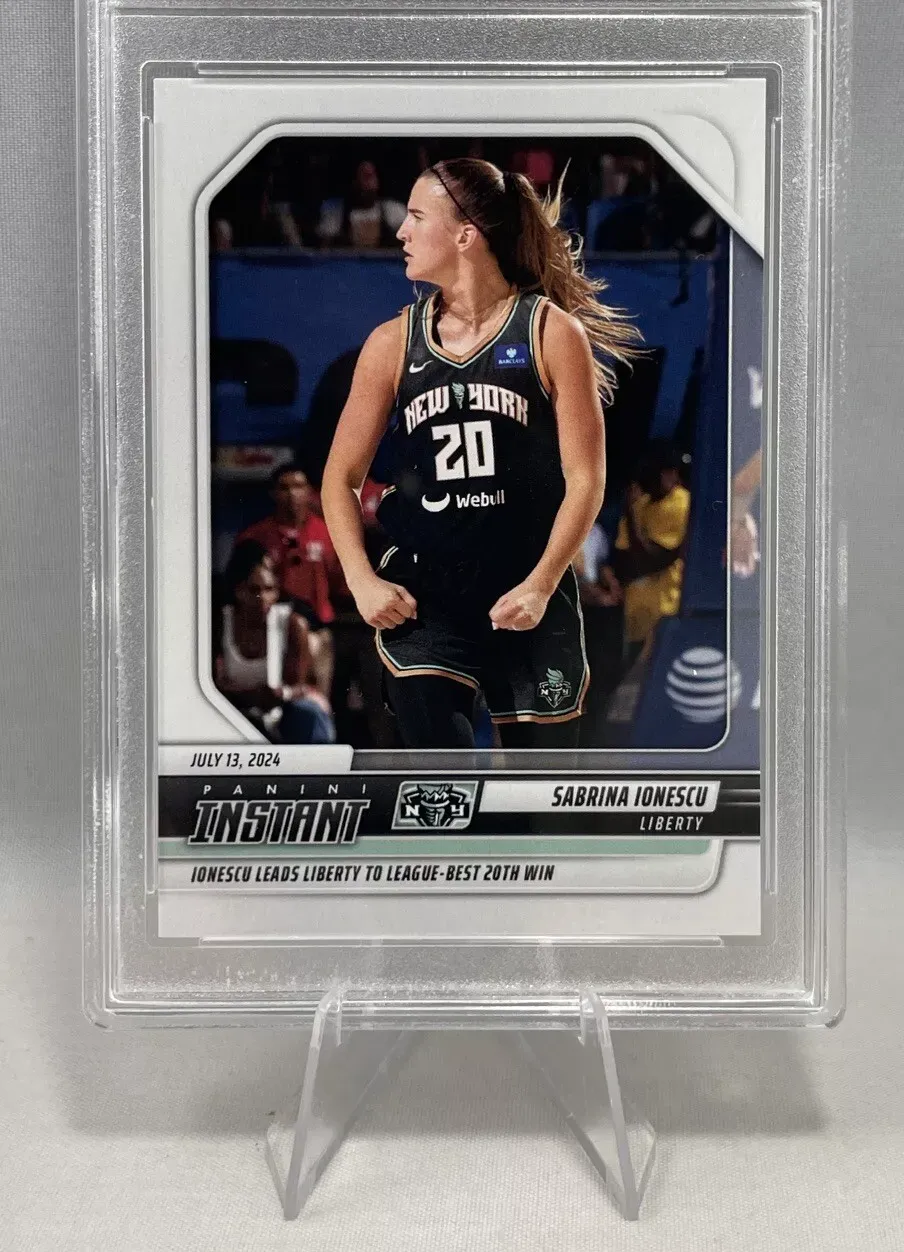 BARCLAYS
NEW YORK
20
Webull
N Y
AT&T
JULY 13, 2024
PANINI
INSTANT
N Y
SABRINA IONESCU
LIBERTY
IONESCU LEADS LIBERTY TO LEAGUE-BEST 20TH WIN